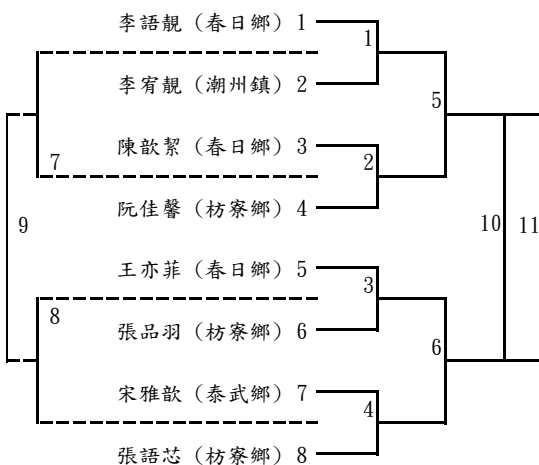 李語靚（春日鄉）1
1
李宥靚（潮州鎮）2
5
陳歆絜（春日鄉）3
7
2
阮佳馨（枋寮鄉）4
9
10
11
王亦菲（春日鄉）5
3
8
張品羽（枋寮鄉）6
6
宋雅歆（泰武鄉）7
4
張語芯（枋寮鄉）8